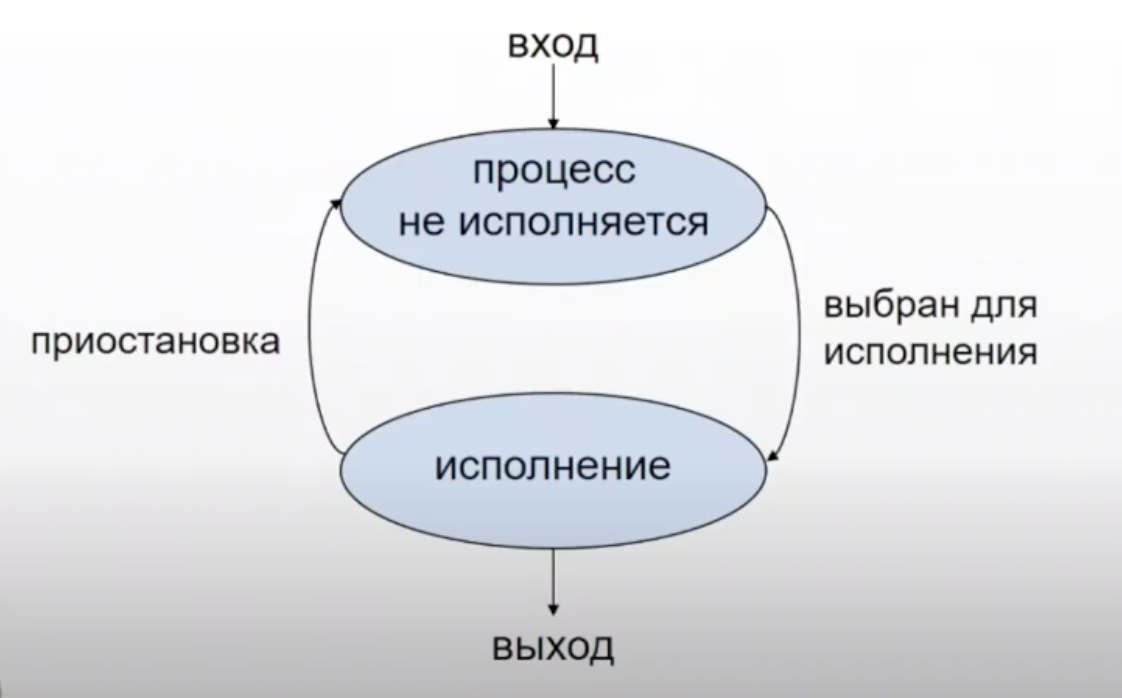 вход
процесс
не исполняется
выбран для
исполнения
приостановка
исполнение
выход